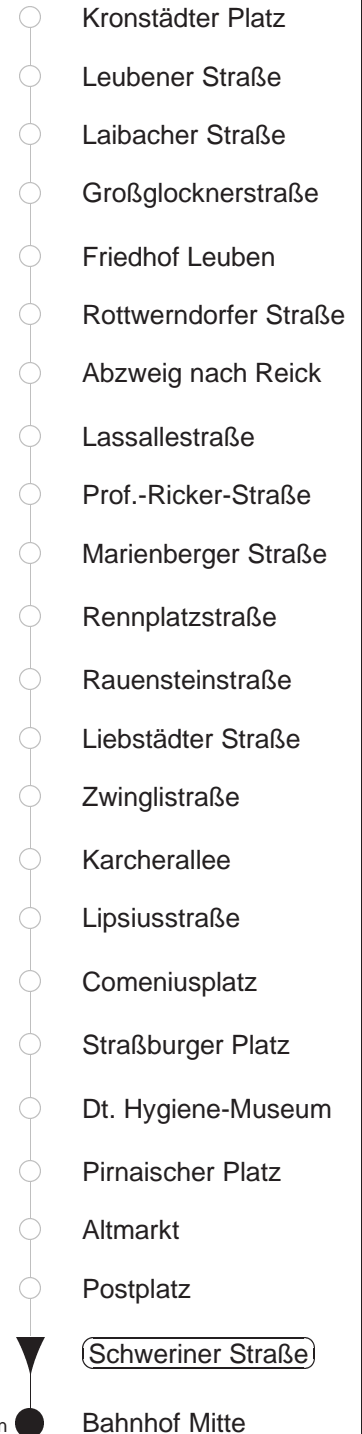 Kronstädter Platz
Leubener Straße
Laibacher Straße
Großglocknerstraße
Friedhof Leuben
Rottwerndorfer Straße
Abzweig nach Reick
Lassallestraße
Prof.-Ricker-Straße
Marienberger Straße
Rennplatzstraße
Rauensteinstraße
Liebstädter Straße
Zwinglistraße
Karcherallee
Lipsiusstraße
Comeniusplatz
Straßburger Platz
Dt. Hygiene-Museum
Pirnaischer Platz
Altmarkt
Postplatz
Schweriner Straße
Bahnhof Mitte